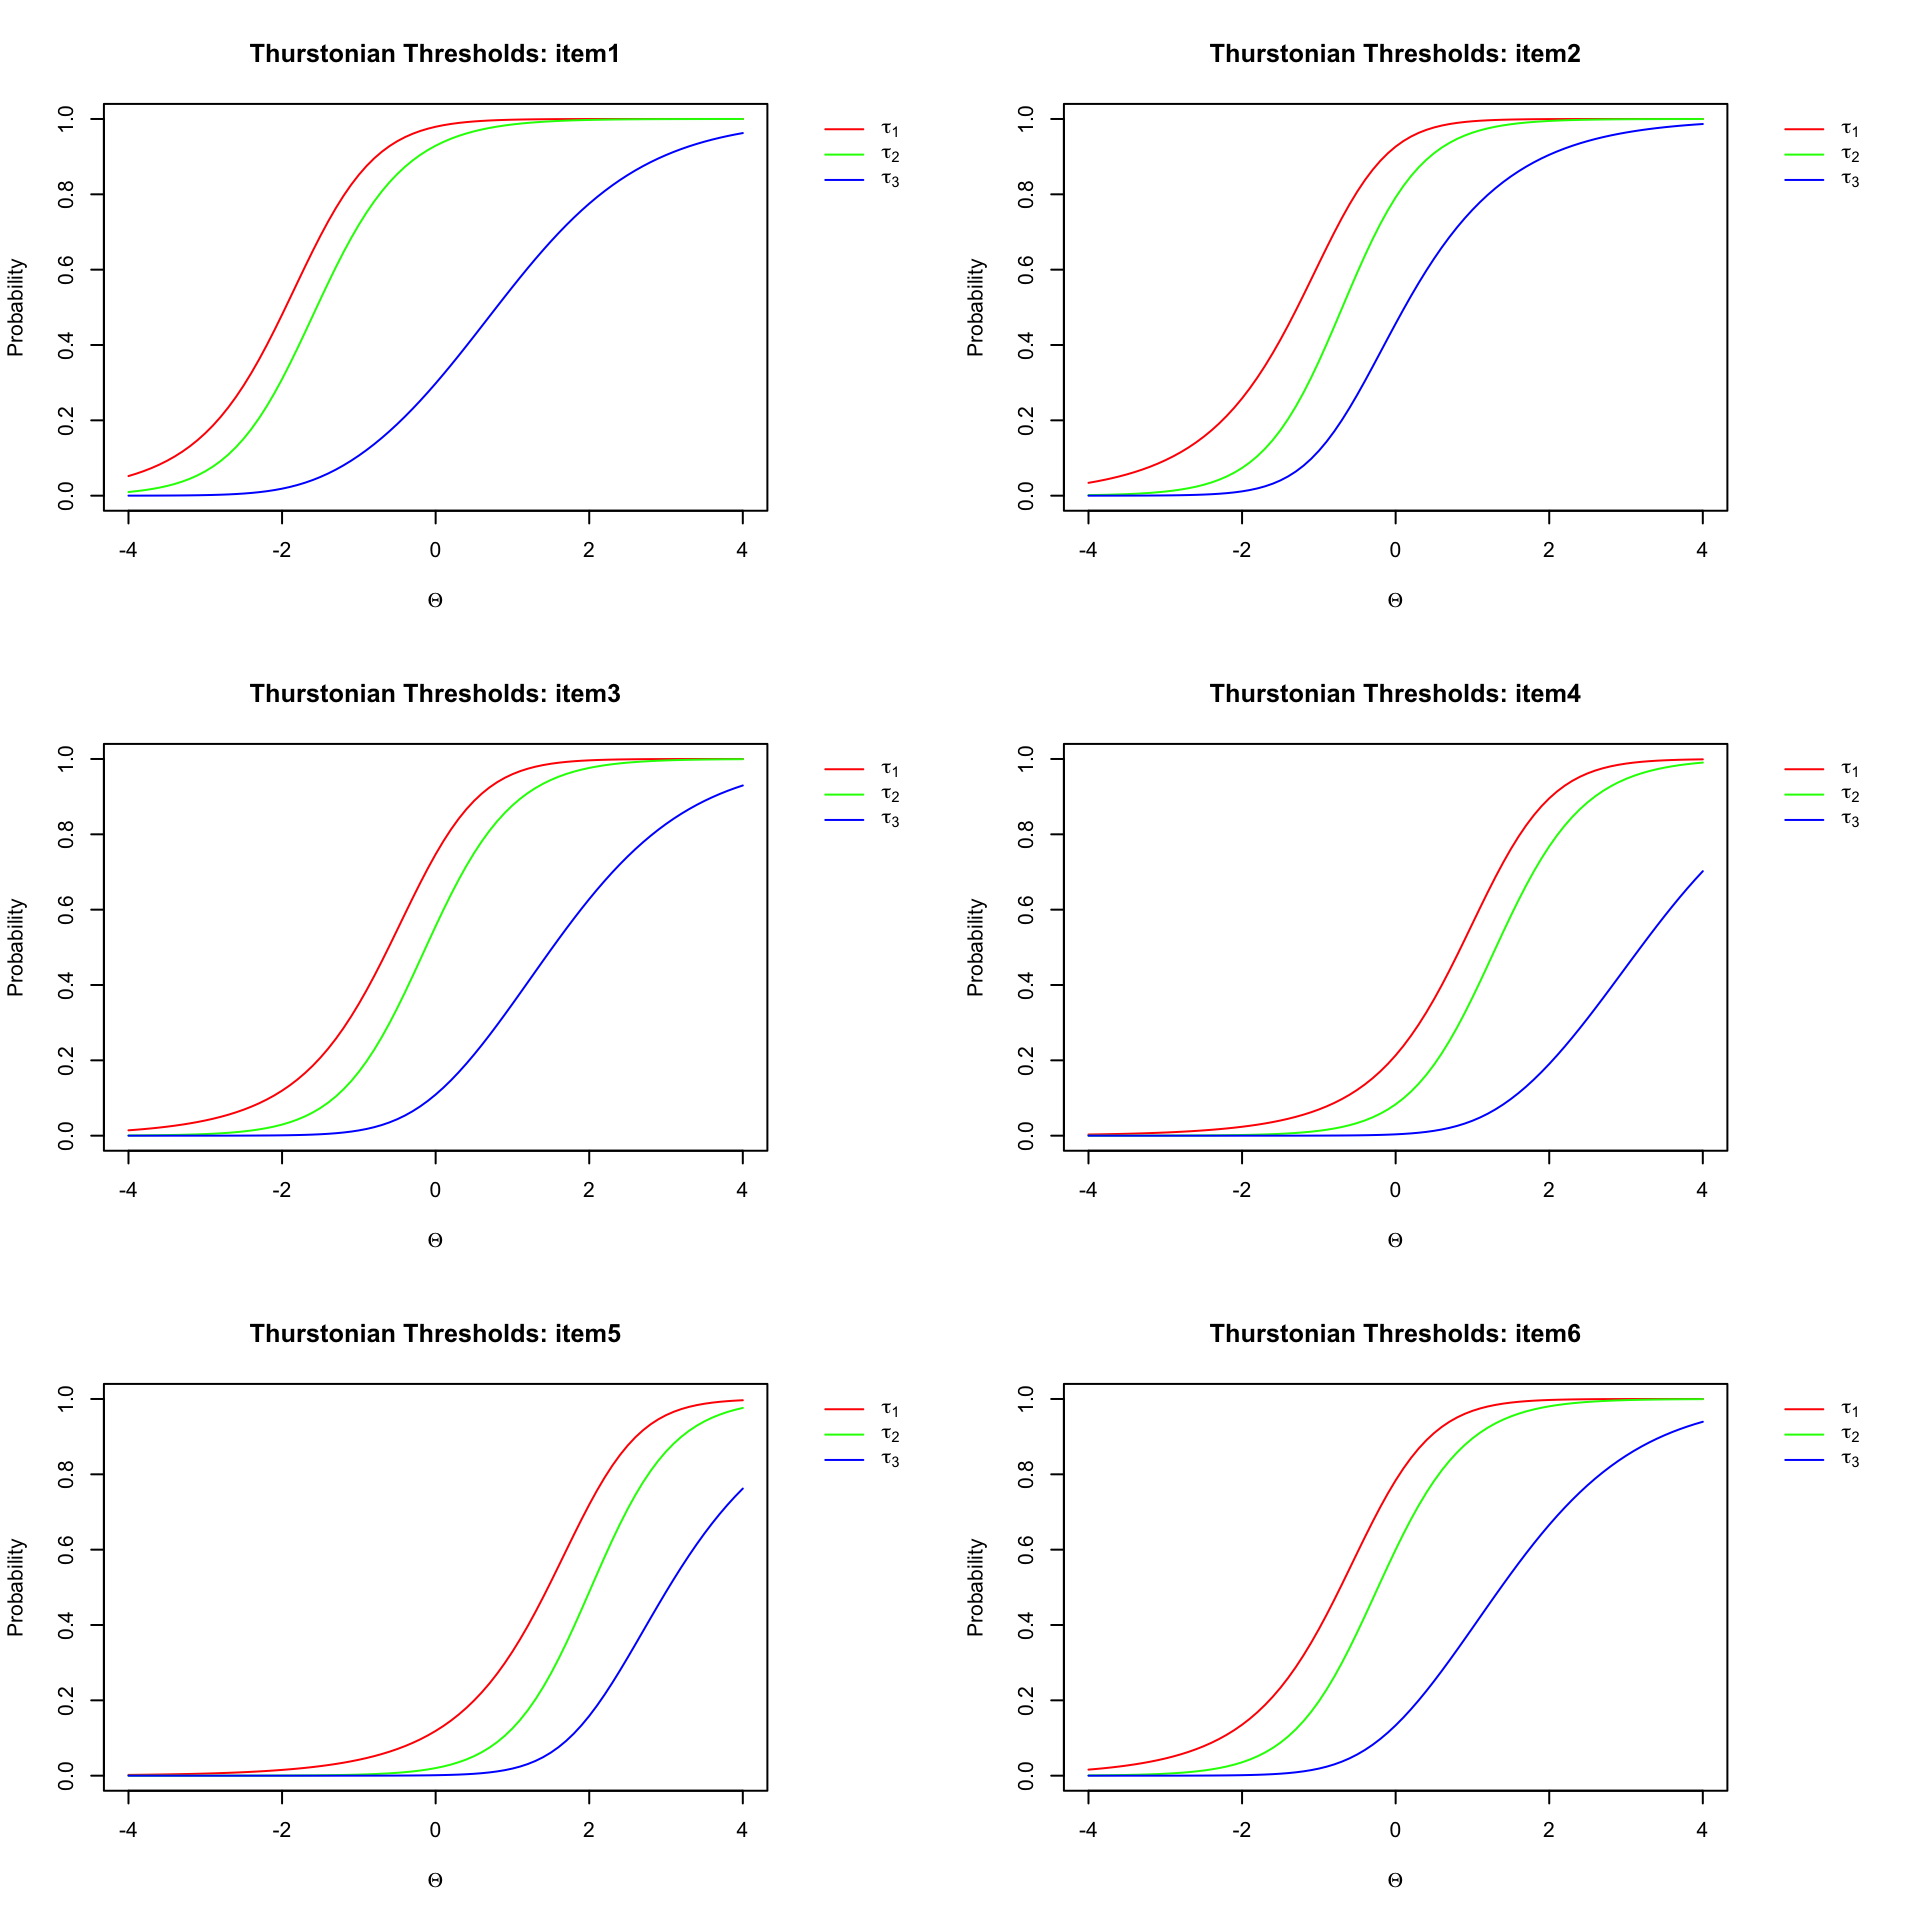 Thurstonian Thresholds: item1
Probability
0.0 0.2 0.4 0.6 0.8 1.0
-4 -2 0 2 4
Θ
τ1
τ2
τ3
Thurstonian Thresholds: item2
Probability
0.0 0.2 0.4 0.6 0.8 1.0
-4 -2 0 2 4
Θ
τ1
τ2
τ3
Thurstonian Thresholds: item3
Probability
0.0 0.2 0.4 0.6 0.8 1.0
-4 -2 0 2 4
Θ
τ1
τ2
τ3
Thurstonian Thresholds: item4
Probability
0.0 0.2 0.4 0.6 0.8 1.0
-4 -2 0 2 4
Θ
τ1
τ2
τ3
Thurstonian Thresholds: item5
Probability
0.0 0.2 0.4 0.6 0.8 1.0
-4 -2 0 2 4
Θ
τ1
τ2
τ3
Thurstonian Thresholds: item6
Probability
0.0 0.2 0.4 0.6 0.8 1.0
-4 -2 0 2 4
Θ
τ1
τ2
τ3